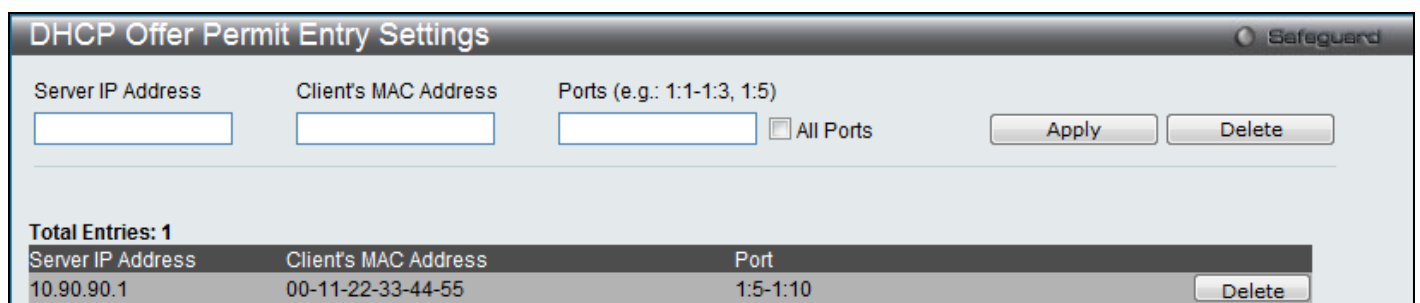 DHCP Offer Permit Entry Settings Safeguard
Server IP Address Client's MAC Address Ports (e.g.: 1:1-1:3, 1:5)
All Ports Apply Delete
Total Entries: 1
Server IP Address Client's MAC Address Port
10.90.90.1 00-11-22-33-44-55 1:5-1:10 Delete